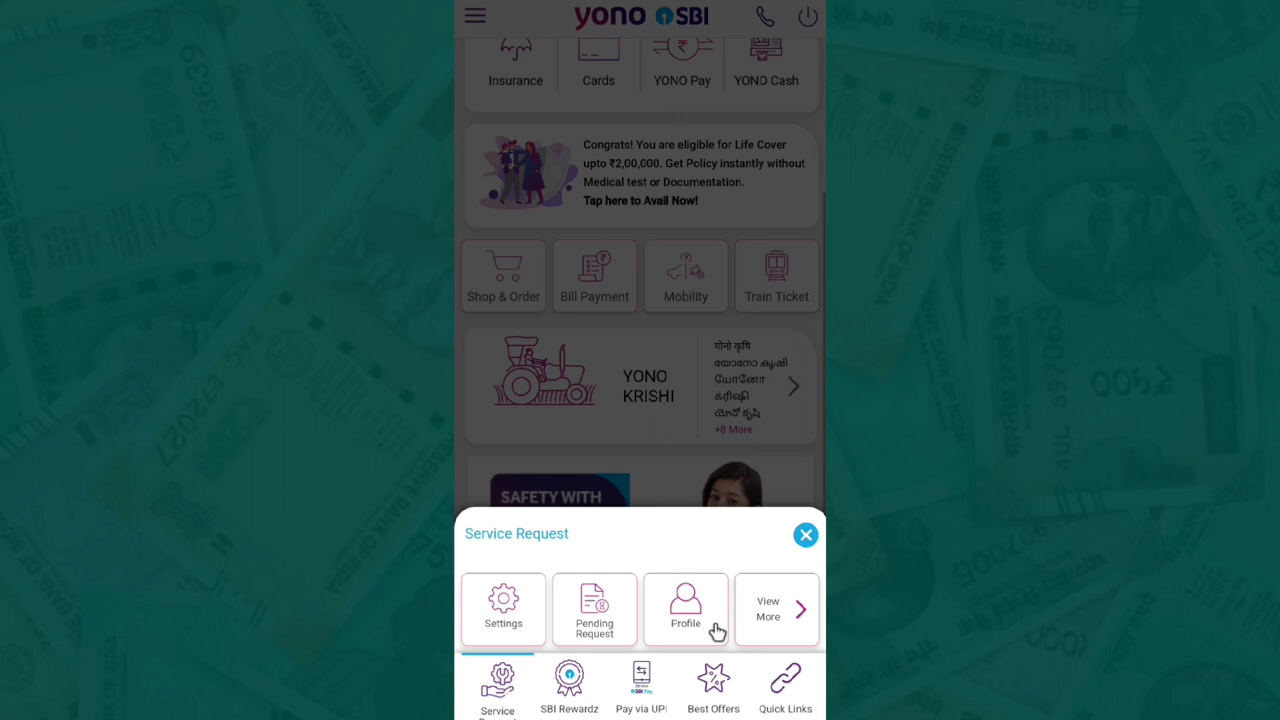 yono SBI
Insurance
Cards
YONO Pay
YONO Cash
Congrats! You are eligible for Life Cover
upto ₹2,00,000. Get Policy instantly without
Medical test or Documentation.
Tap here to Avail Now!
Shop & Order
Bill Payment
Mobility
Train Ticket
YONO
KRISHI
योनो कृषि
യോനോ കൃഷി
யோனோ
க்ரிஷி
యోనో కృషి
+8 More
SAFETY WITH
Service Request
Settings
Pending
Request
Profile
View
More
Service
SBI Rewardz
Pay via UPI
Best Offers
Quick Links